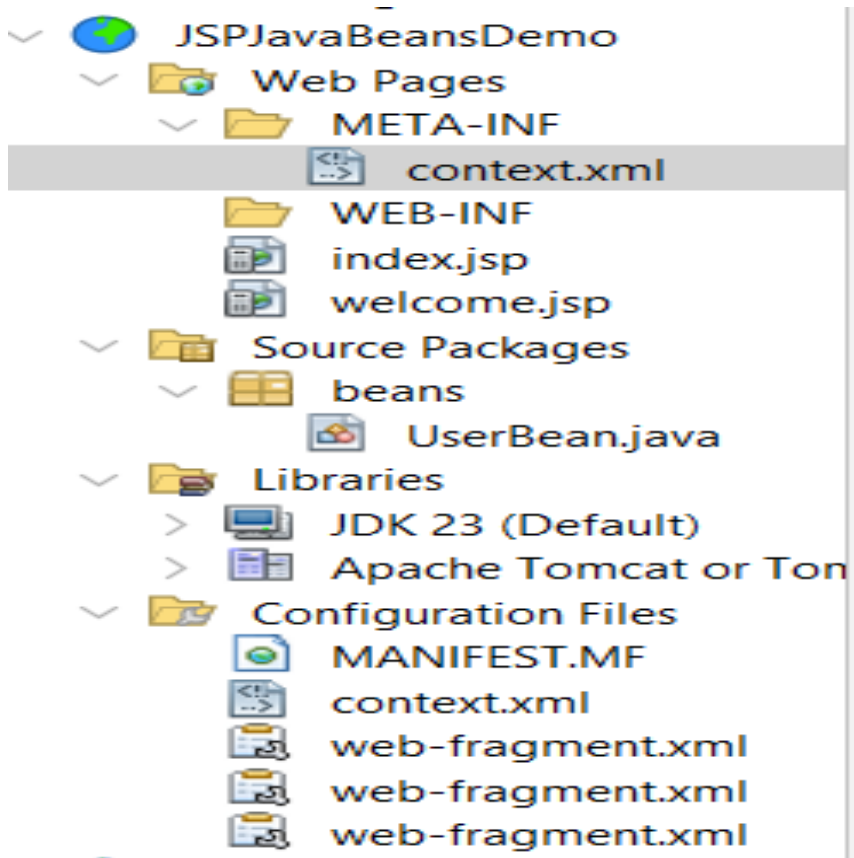 JSPJavaBeansDemo
Web Pages
META-INF
context.xml
WEB-INF
index.jsp
welcome.jsp
Source Packages
beans
UserBean.java
Libraries
JDK 23 (Default)
Apache Tomcat or
Configuration Files
MANIFEST.MF
context.xml
web-fragment.xml
web-fragment.xml
web-fragment.xml